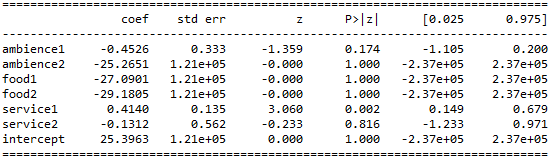 coef std err z P>|z| [0.025 0.975]
ambience1 -0.4526 0.333 -1.359 0.174 -1.105 0.200
ambience2 -25.2651 1.21e+05 -0.000 1.000 -2.37e+05 2.37e+05
food1 -27.0901 1.21e+05 -0.000 1.000 -2.37e+05 2.37e+05
food2 -29.1805 1.21e+05 -0.000 1.000 -2.37e+05 2.37e+05
service1 0.4140 0.135 3.060 0.002 0.149 0.679
service2 -0.1312 0.562 -0.233 0.816 -1.233 0.971
intercept 25.3963 1.21e+05 0.000 1.000 -2.37e+05 2.37e+05